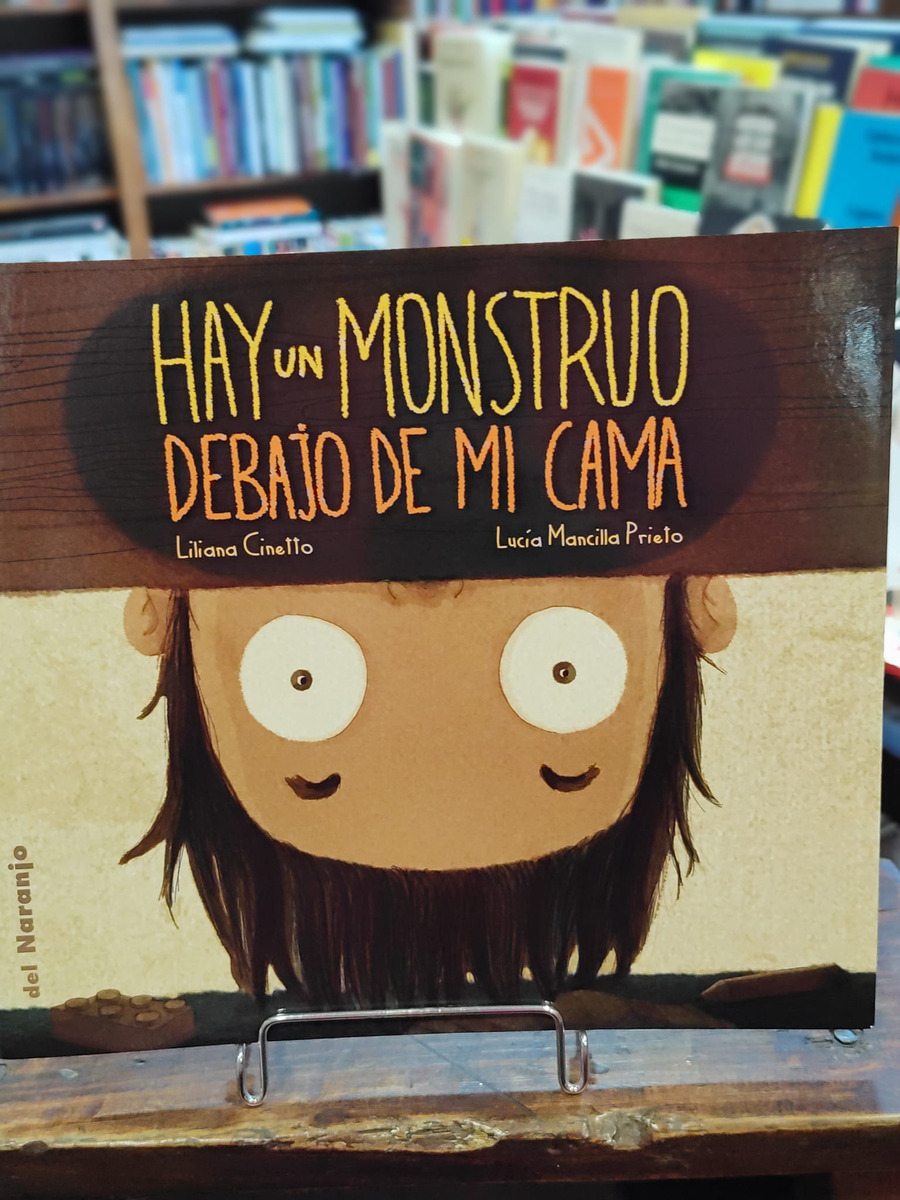 HAY UN MONSTRUO
DEBAJO DE MI CAMA
Liliana Cinetto
Lucía Mancilla Prieto
del Naranjo